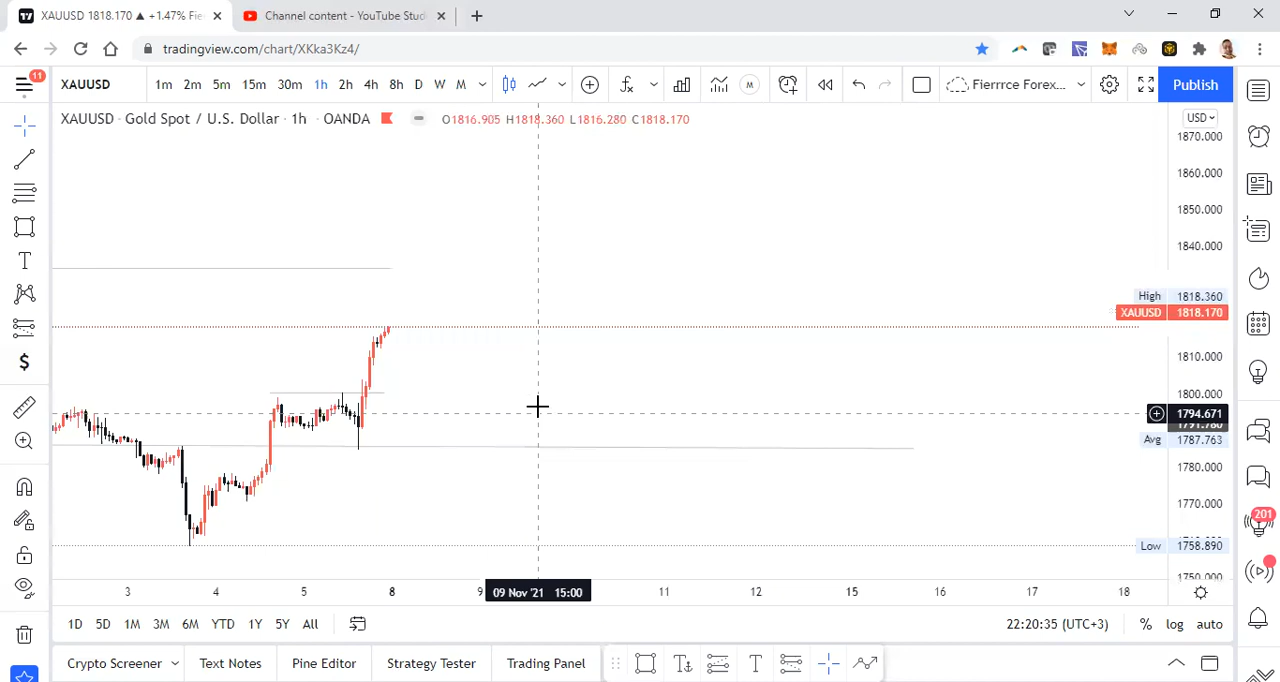 XAUUSD 1818.170 ▲ +1.47% Fie
Channel content - YouTube Stud
tradingview.com/chart/XKka3Kz4/
11
XAUUSD 1m 2m 5m 15m 30m 1h 2h 4h 8h D W M
M
Fierrrce Forex... Publish
XAUUSD · Gold Spot / U.S. Dollar · 1h · OANDA O1816.905 H1818.360 L1816.280 C1818.170
USD
1870.000
1860.000
1850.000
1840.000
High 1818.360
XAUUSD 1818.170
1810.000
1800.000
1794.671
1791.780
Avg 1787.763
1780.000
1770.000
201
Low 1758.890
1750.000
3 4 5 8 9 09 Nov '21 15:00 11 12 15 16 17 18
1D 5D 1M 3M 6M YTD 1Y 5Y All 22:20:35 (UTC+3) % log auto
Crypto Screener Text Notes Pine Editor Strategy Tester Trading Panel